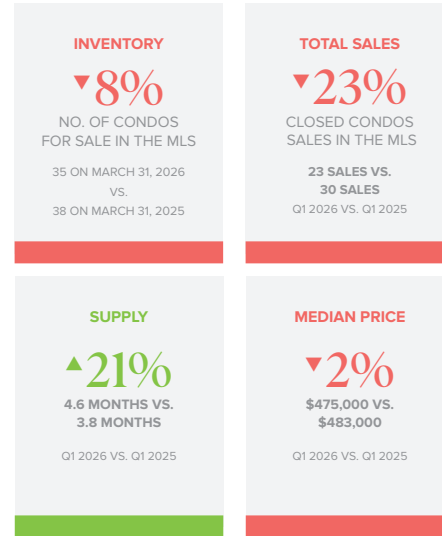 INVENTORY
▼8%
NO. OF CONDOS
FOR SALE IN THE MLS
35 ON MARCH 31, 2026
VS.
38 ON MARCH 31, 2025
TOTAL SALES
▼23%
CLOSED CONDOS
SALES IN THE MLS
23 SALES VS.
30 SALES
Q1 2026 VS. Q1 2025
SUPPLY
▲21%
4.6 MONTHS VS.
3.8 MONTHS
Q1 2026 VS. Q1 2025
MEDIAN PRICE
▼2%
$475,000 VS.
$483,000
Q1 2026 VS. Q1 2025